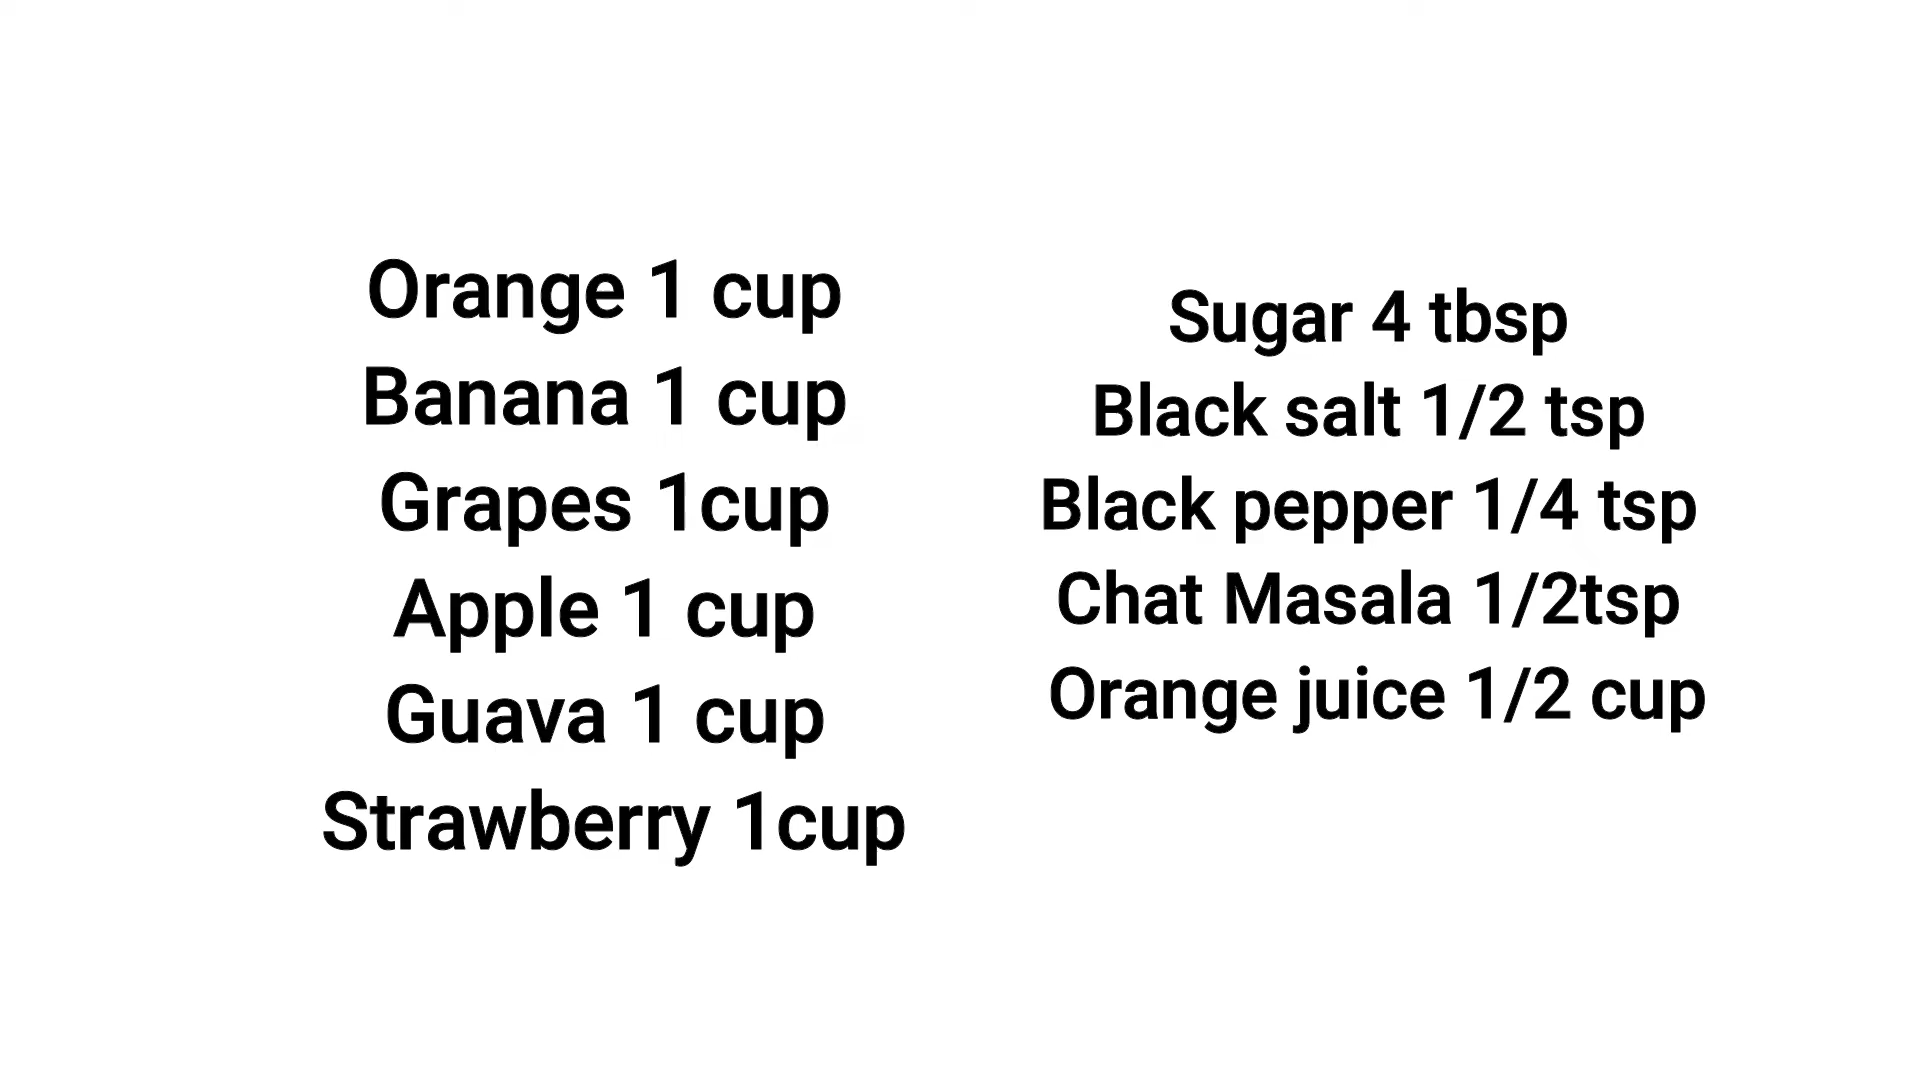 Orange 1 cup
Banana 1 cup
Grapes 1cup
Apple 1 cup
Guava 1 cup
Strawberry 1cup
Sugar 4 tbsp
Black salt 1/2 tsp
Black pepper 1/4 tsp
Chat Masala 1/2tsp
Orange juice 1/2 cup